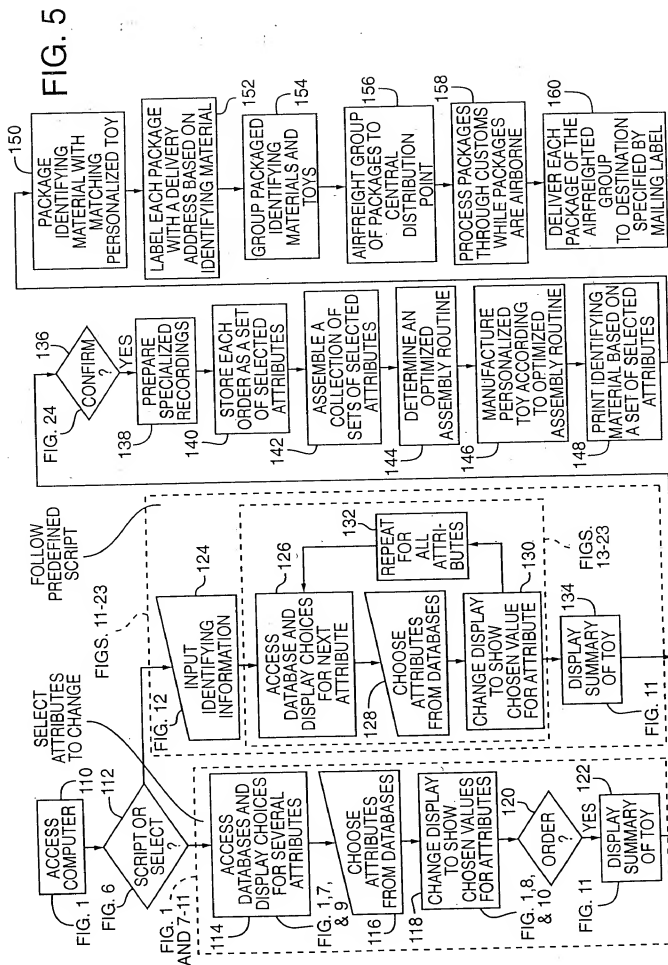 FIG. 5
110
ACCESS
COMPUTER
FIG. 1
112
SCRIPT OR
SELECT
?
FIG. 6
SELECT
ATTRIBUTES
TO CHANGE
FIG. 1,
AND 7-11
ACCESS
DATABASES AND
DISPLAY CHOICES
FOR SEVERAL
ATTRIBUTES
114
FIG. 1,7,
& 9
CHOOSE
ATTRIBUTES
FROM DATABASES
116
CHANGE DISPLAY
TO SHOW
CHOSEN VALUES
FOR ATTRIBUTES
118
FIG. 1,8,
& 10
120
ORDER
?
YES
122
DISPLAY
SUMMARY
OF TOY
FIG. 11
FOLLOW
PREDEFINED
SCRIPT
FIGS. 11-23
124
INPUT
IDENTIFYING
INFORMATION
FIG. 12
126
ACCESS
DATABASE AND
DISPLAY CHOICES
FOR NEXT
ATTRIBUTE
132
REPEAT
FOR ALL
ATTRI-
BUTES
CHOOSE
ATTRIBUTES
FROM DATABASES
128
CHANGE DISPLAY
TO SHOW
CHOSEN VALUE
FOR ATTRIBUTE
130
FIGS.
13-23
134
DISPLAY
SUMMARY
OF TOY
FIG. 11
136
CONFIRM
?
FIG. 24
YES
PREPARE
SPECIALIZED
RECORDINGS
138
STORE EACH
ORDER AS A SET
OF SELECTED
ATTRIBUTES
140
ASSEMBLE A
COLLECTION OF
SETS OF SELECTED
ATTRIBUTES
142
DETERMINE AN
OPTIMIZED
ASSEMBLY ROUTINE
144
MANUFACTURE
PERSONALIZED
TOY ACCORDING
TO OPTIMIZED
ASSEMBLY ROUTINE
146
PRINT IDENTIFYING
MATERIAL BASED ON
A SET OF SELECTED
ATTRIBUTES
148
150
PACKAGE
IDENTIFYING
MATERIAL WITH
MATCHING
PERSONALIZED TOY
LABEL EACH PACKAGE
WITH A DELIVERY
ADDRESS BASED ON
IDENTIFYING MATERIAL
152
GROUP PACKAGED
IDENTIFYING
MATERIALS AND
TOYS
154
AIRFREIGHT GROUP
OF PACKAGES TO
CENTRAL
DISTRIBUTION
POINT
156
PROCESS PACKAGES
THROUGH CUSTOMS
WHILE PACKAGES
ARE AIRBORNE
158
DELIVER EACH
PACKAGE OF THE
AIRFREIGHTED
GROUP
TO DESTINATION
SPECIFIED BY
MAILING LABEL
160